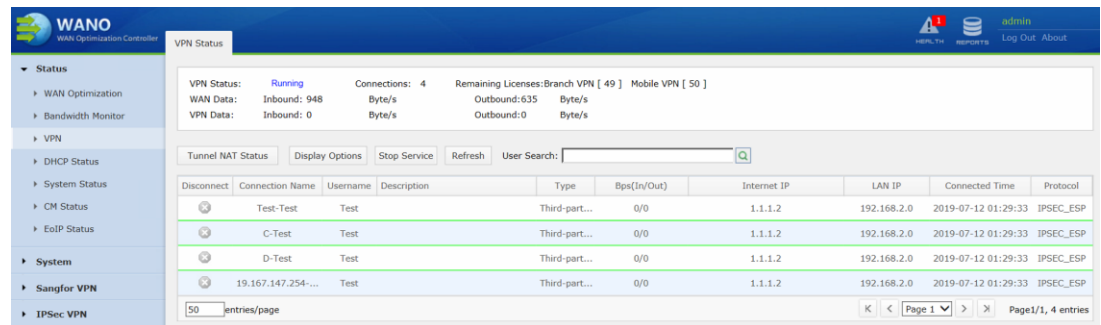 WANO
WAN Optimization Controller
VPN Status
1
HEALTH
REPORTS
admin
Log Out About
Status
WAN Optimization
Bandwidth Monitor
VPN
DHCP Status
System Status
CM Status
EoIP Status
System
Sangfor VPN
IPSec VPN
VPN Status: Running Connections: 4 Remaining Licenses:Branch VPN [ 49 ] Mobile VPN [ 50 ]
WAN Data: Inbound: 948 Byte/s Outbound:635 Byte/s
VPN Data: Inbound: 0 Byte/s Outbound:0 Byte/s
Tunnel NAT Status Display Options Stop Service Refresh User Search:
Disconnect Connection Name Username Description Type Bps(In/Out) Internet IP LAN IP Connected Time Protocol
Test-Test Test Third-part... 0/0 1.1.1.2 192.168.2.0 2019-07-12 01:29:33 IPSEC_ESP
C-Test Test Third-part... 0/0 1.1.1.2 192.168.2.0 2019-07-12 01:29:33 IPSEC_ESP
D-Test Test Third-part... 0/0 1.1.1.2 192.168.2.0 2019-07-12 01:29:33 IPSEC_ESP
19.167.147.254-... Test Third-part... 0/0 1.1.1.2 192.168.2.0 2019-07-12 01:29:33 IPSEC_ESP
50 entries/page Page 1 Page1/1, 4 entries